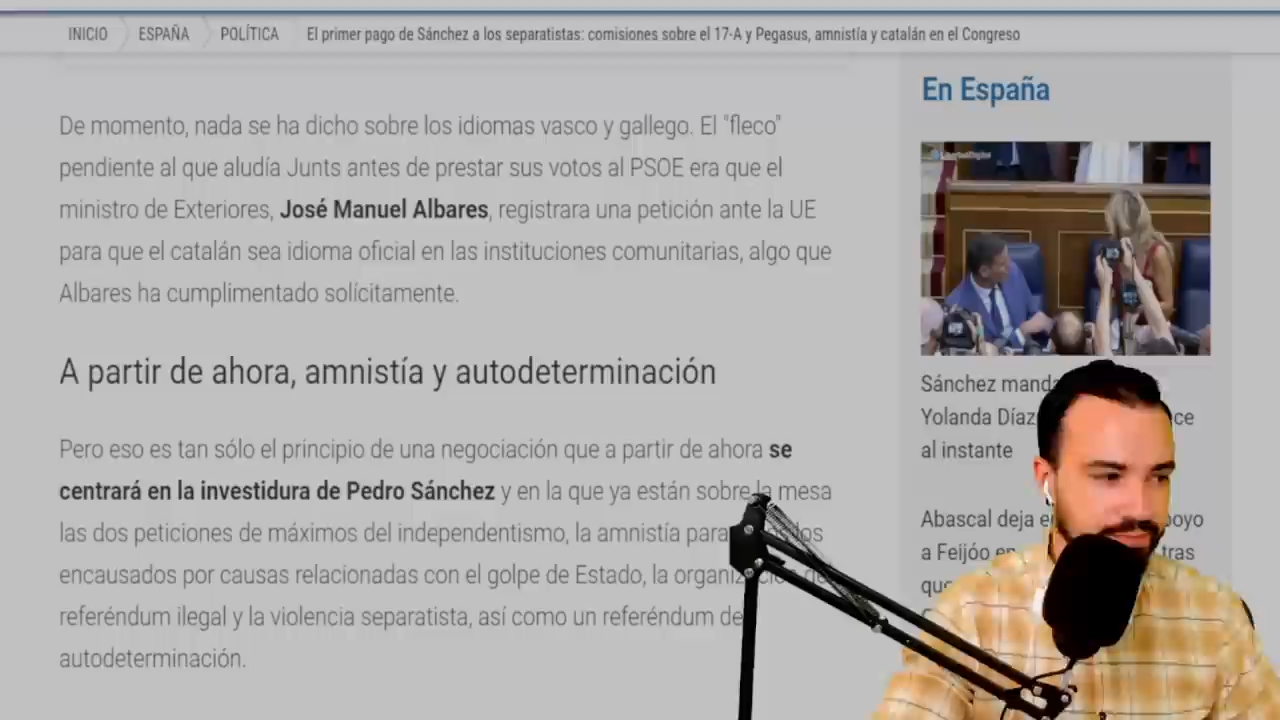 INICIO
ESPAÑA
POLÍTICA
El primer pago de Sánchez a los separatistas: comisiones sobre el 17-A y Pegasus, amnistía y catalán en el Congreso
De momento, nada se ha dicho sobre los idiomas vasco y gallego. El "fleco"
pendiente al que aludía Junts antes de prestar sus votos al PSOE era que el
ministro de Exteriores, José Manuel Albares, registrara una petición ante la UE
para que el catalán sea idioma oficial en las instituciones comunitarias, algo que
Albares ha cumplimentado solícitamente.
A partir de ahora, amnistía y autodeterminación
Pero eso es tan sólo el principio de una negociación que a partir de ahora se
centrará en la investidura de Pedro Sánchez y en la que ya están sobre la mesa
las dos peticiones de máximos del independentismo, la amnistía para
encausados por causas relacionadas con el golpe de Estado, la
referéndum ilegal y la violencia separatista, así como un referéndum de
autodeterminación.
En España
Sánchez manda
Yolanda Díaz
al instante
Abascal deja
a Feijóo tras